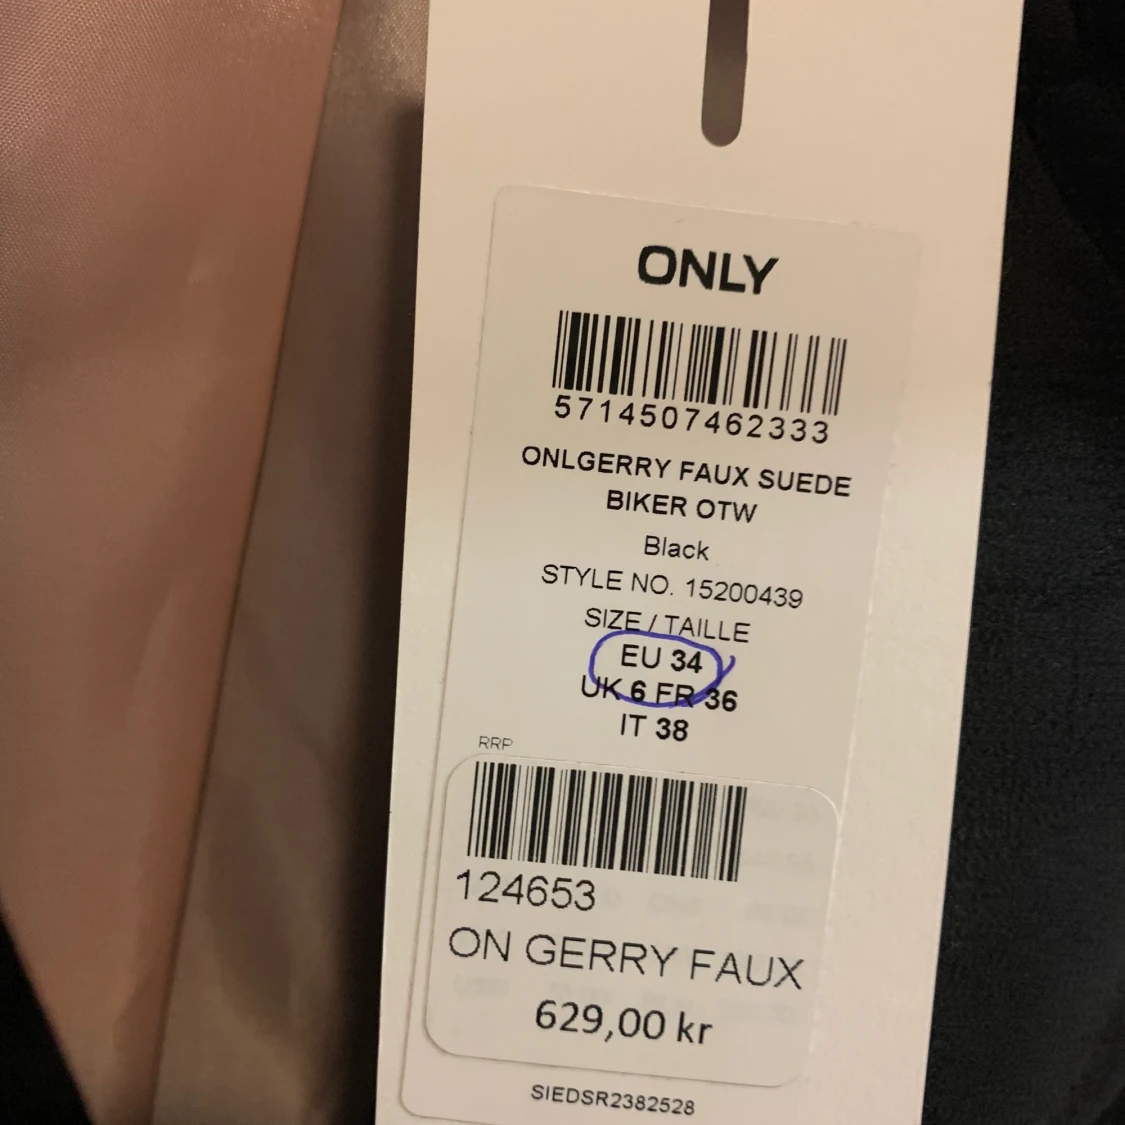 ONLY
5714507462333
ONLGERRY FAUX SUEDE
BIKER OTW
Black
STYLE NO. 15200439
SIZE / TAILLE
EU 34
UK 6 FR 36
IT 38
RRP
124653
ON GERRY FAUX
629,00 kr
SIEDSR2382528